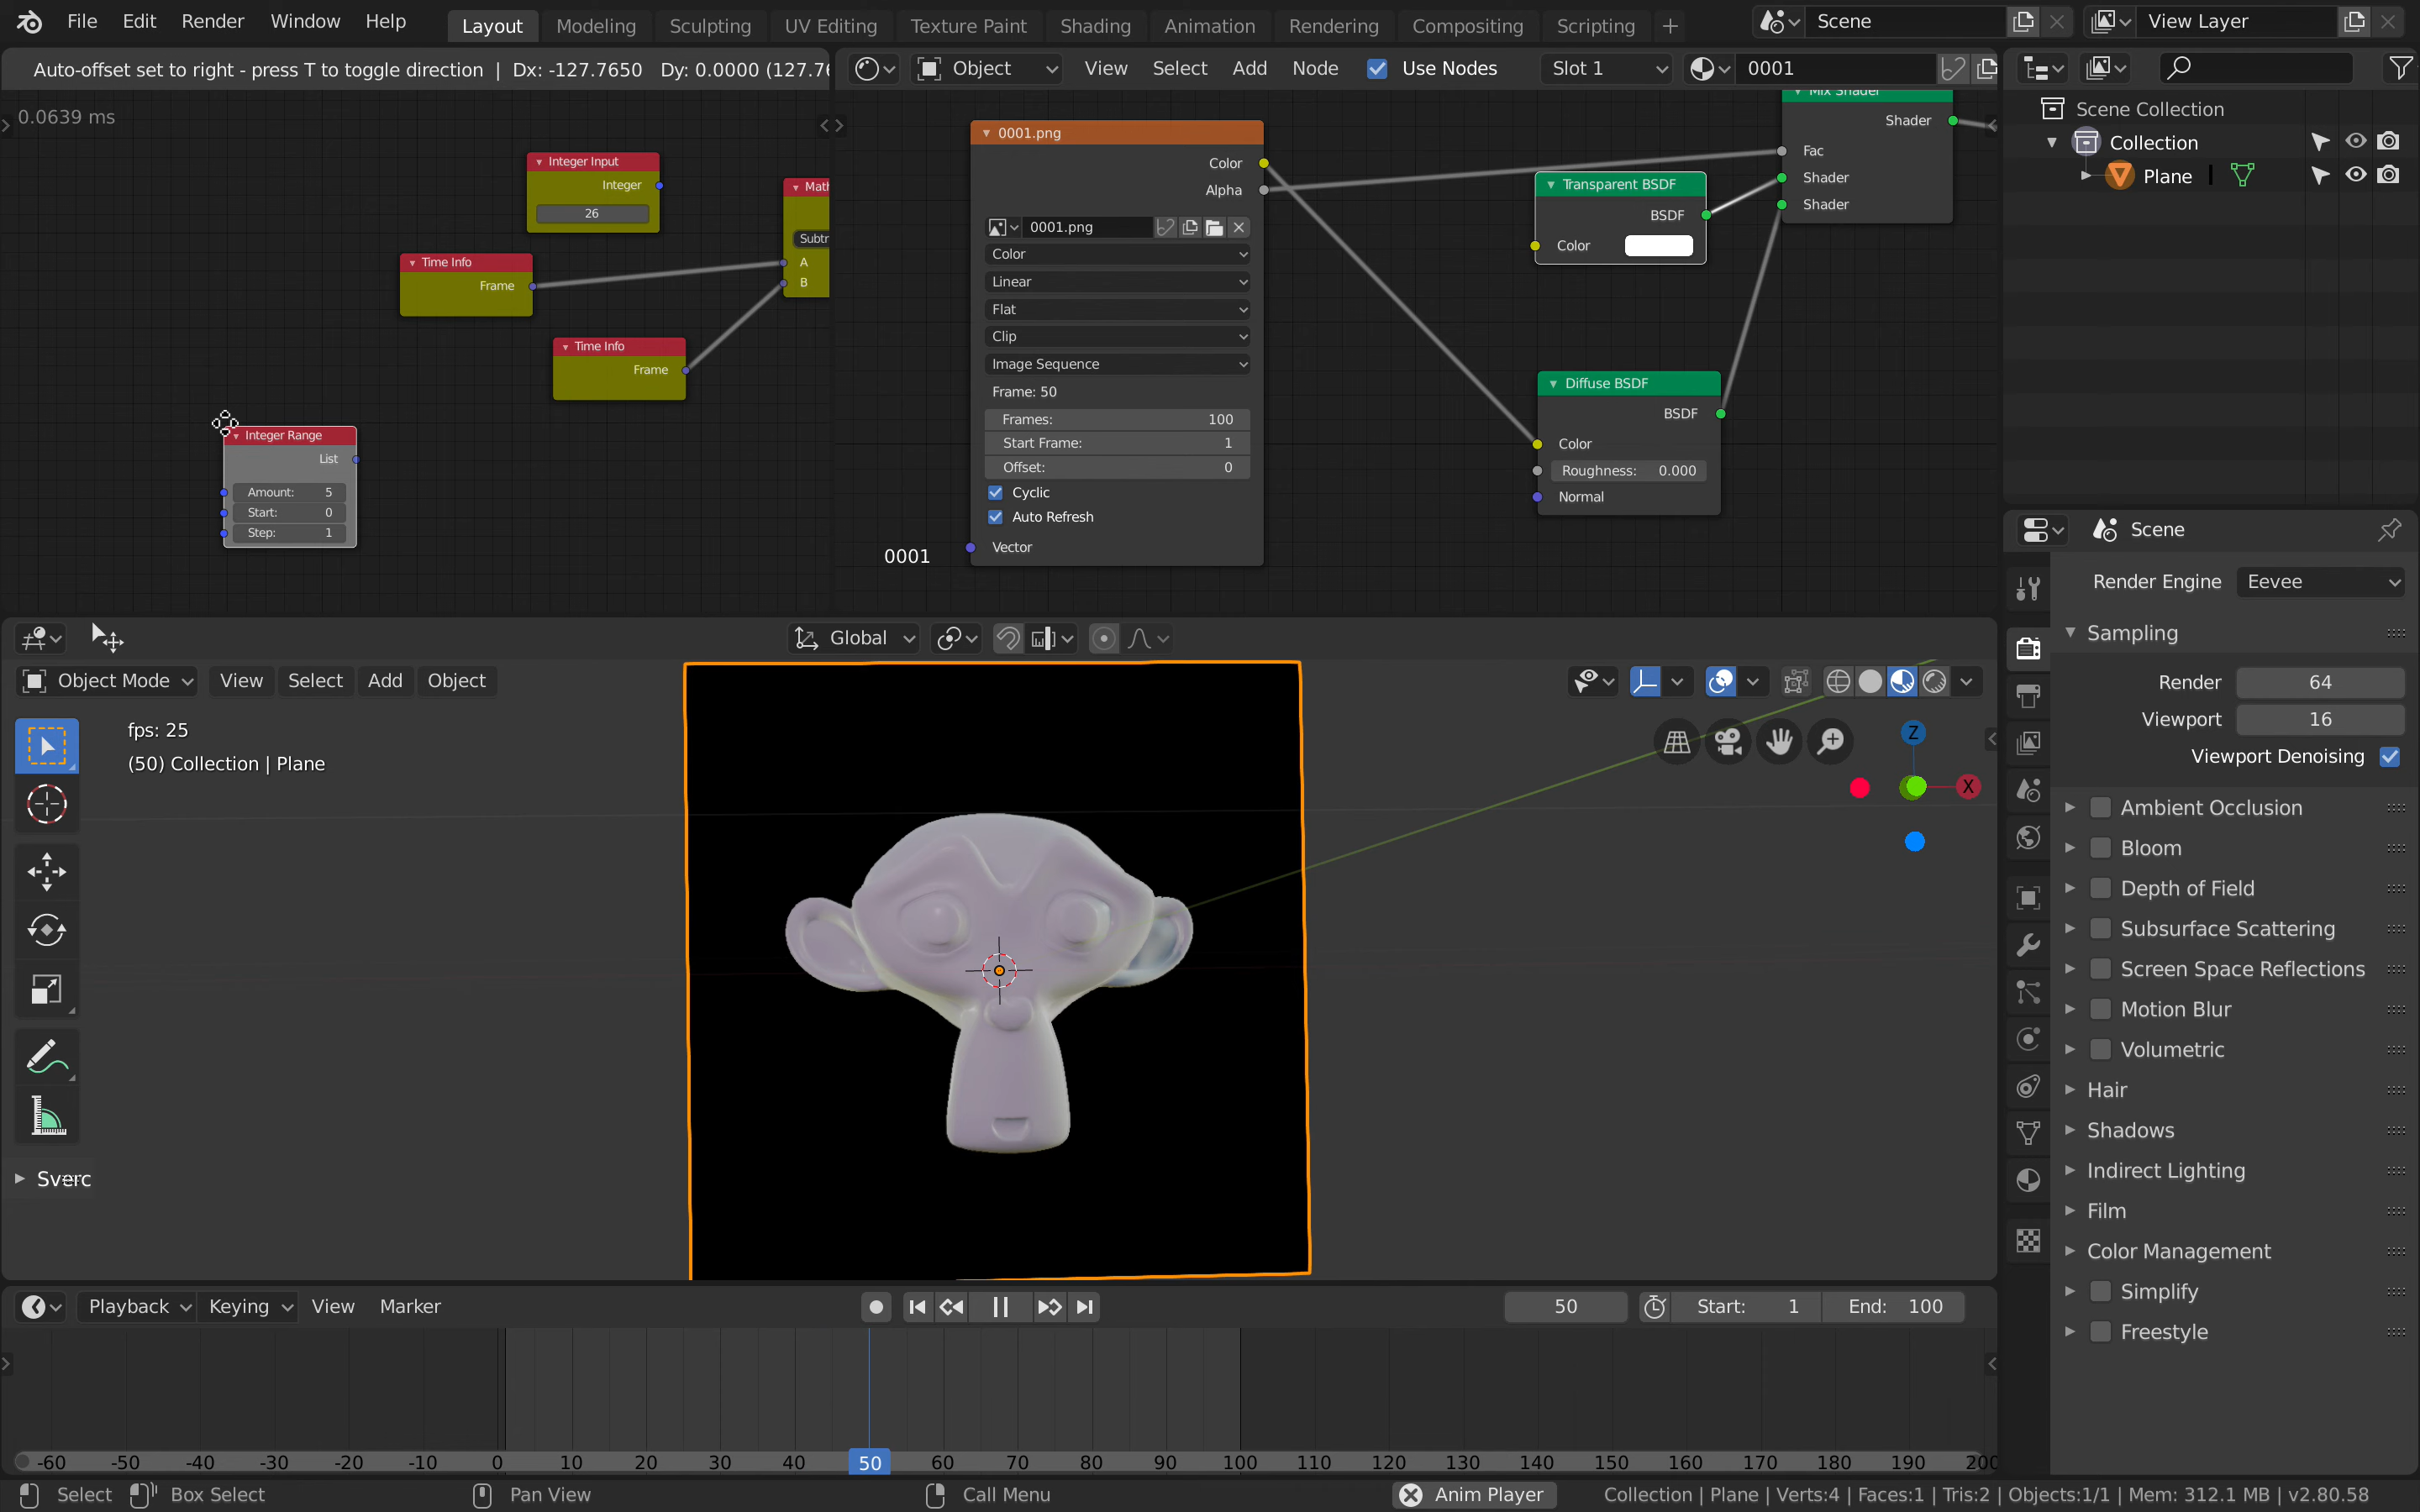 File Edit Render Window Help Layout Modeling Sculpting UV Editing Texture Paint Shading Animation Rendering Compositing Scripting + Scene View Layer
Auto-offset set to right - press T to toggle direction | Dx: -127.7650 Dy: 0.0000 (127.76
Object View Select Add Node Use Nodes Slot 1 0001
0.0639 ms
Integer Input
Integer
26
Time Info
Frame
Time Info
Frame
Math
Subtr
A
B
Integer Range
List
Amount: 5
Start: 0
Step: 1
0001.png
Color
Alpha
0001.png
Color
Linear
Flat
Clip
Image Sequence
Frame: 50
Frames: 100
Start Frame: 1
Offset: 0
Cyclic
Auto Refresh
Vector
0001
Transparent BSDF
BSDF
Color
Mix Shader
Shader
Fac
Shader
Shader
Diffuse BSDF
BSDF
Color
Roughness: 0.000
Normal
Scene Collection
Collection
Plane
Scene
Render Engine Eevee
Sampling
Render 64
Viewport 16
Viewport Denoising
Ambient Occlusion
Bloom
Depth of Field
Subsurface Scattering
Screen Space Reflections
Motion Blur
Volumetric
Hair
Shadows
Indirect Lighting
Film
Color Management
Simplify
Freestyle
Global
Object Mode View Select Add Object
fps: 25
(50) Collection | Plane
Z
X
Sverc
Playback Keying View Marker 50 Start: 1 End: 100
-60 -50 -40 -30 -20 -10 0 10 20 30 40 50 60 70 80 90 100 110 120 130 140 150 160 170 180 190 200
Select Box Select Pan View Call Menu Anim Player Collection | Plane | Verts:4 | Faces:1 | Tris:2 | Objects:1/1 | Mem: 312.1 MB | v2.80.58